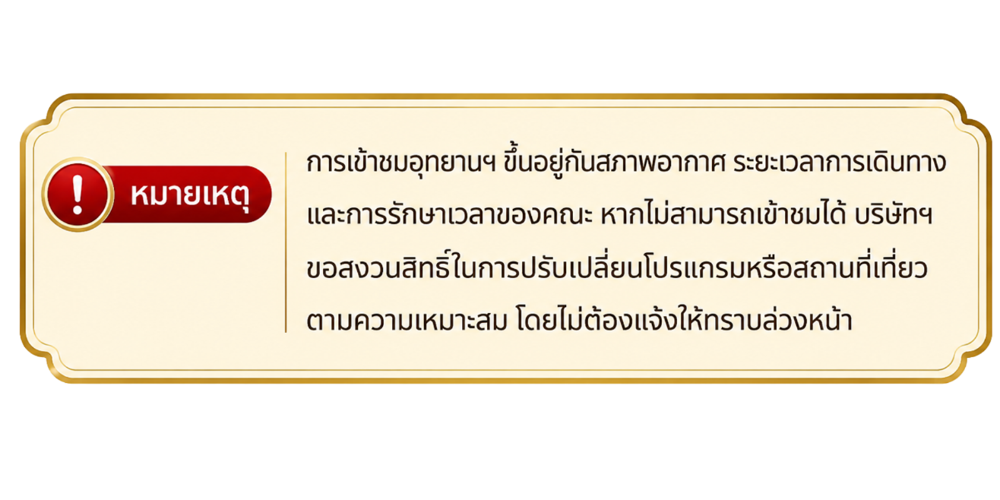 หมายเหตุ
การเข้าชมอุทยานฯ ขึ้นอยู่กับสภาพอากาศ ระยะเวลาการเดินทาง
และการรักษาเวลาของคณะ หากไม่สามารถเข้าชมได้ บริษัทฯ
ขอสงวนสิทธิ์ในการปรับเปลี่ยนโปรแกรมหรือสถานที่เที่ยว
ตามความเหมาะสม โดยไม่ต้องแจ้งให้ทราบล่วงหน้า